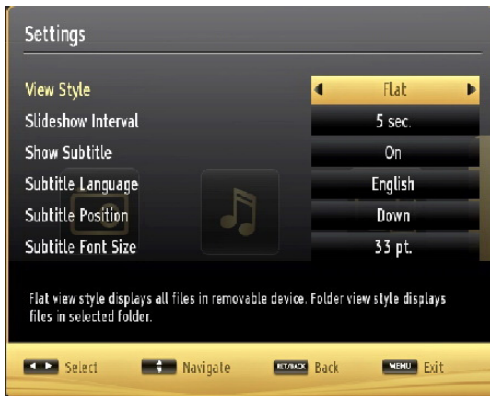 Settings
View Style Flat
Slideshow Interval 5 sec.
Show Subtitle On
Subtitle Language English
Subtitle Position Down
Subtitle Font Size 33 pt.
Flat view style displays all files in removable device. Folder view style displays
files in selected folder.
Select Navigate RET/BACK Back MENU Exit